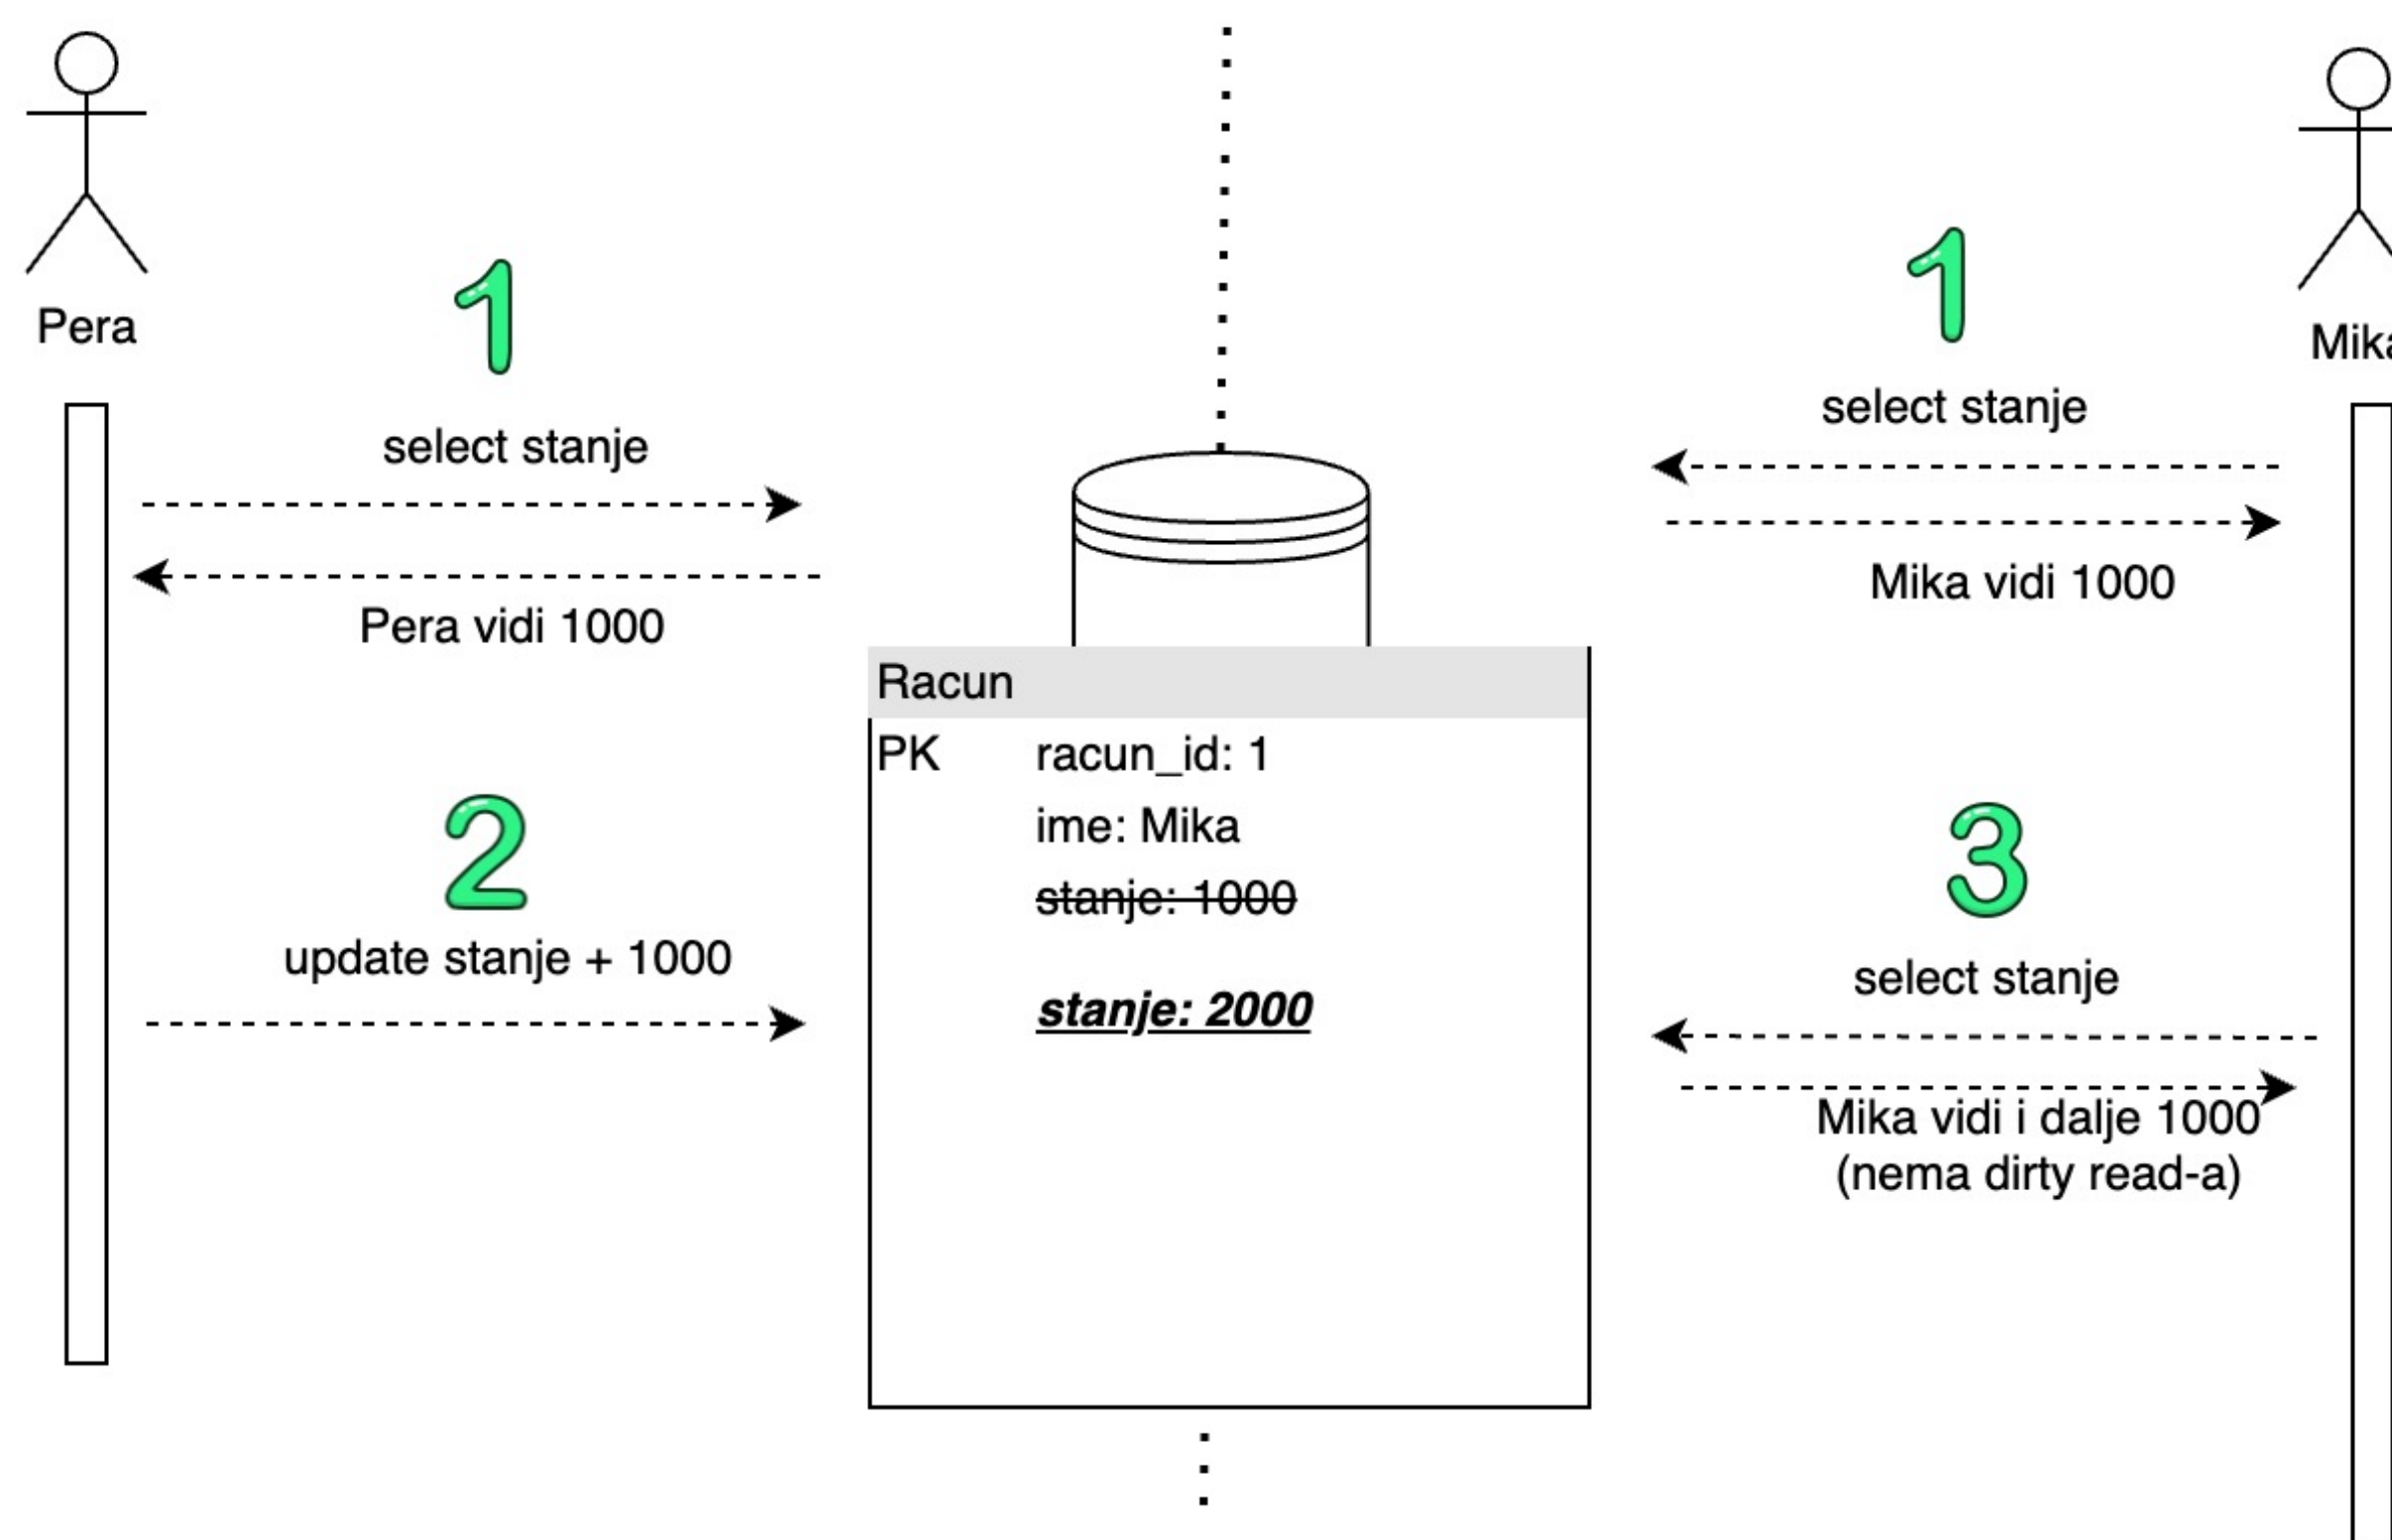 Pera
1
select stanje
Pera vidi 1000
2
update stanje + 1000
Racun
PK racun_id: 1
ime: Mika
stanje: 1000
stanje: 2000
Mika
1
select stanje
Mika vidi 1000
3
select stanje
Mika vidi i dalje 1000
(nema dirty read-a)